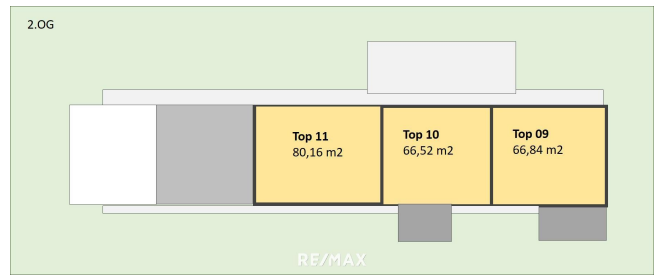 2.OG
Top 11
80,16 m2
Top 10
66,52 m2
Top 09
66,84 m2
RE/MAX